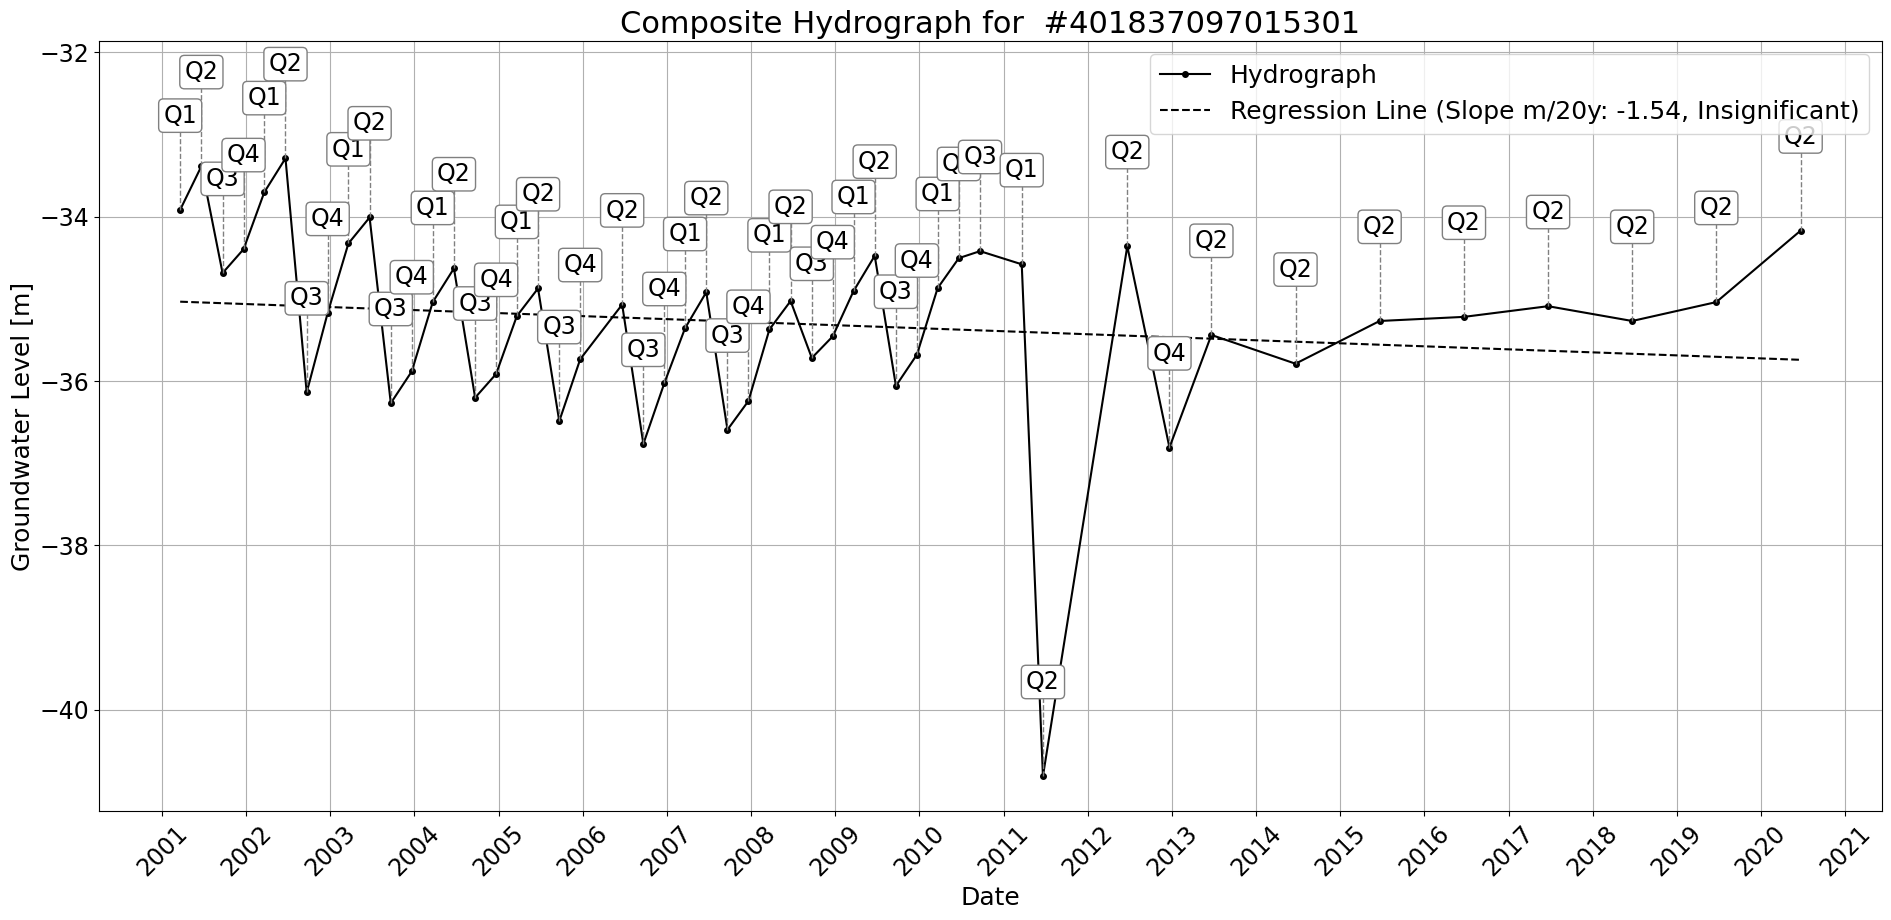 Composite Hydrograph for  #401837097015301
Hydrograph
Regression Line (Slope m/20y: -1.54, Insignificant)
Groundwater Level [m]
−32
−34
−36
−38
−40
Q1
Q2
Q3
Q4
Q1
Q2
Q3
Q4
Q1
Q2
Q3
Q4
Q1
Q2
Q3
Q4
Q1
Q2
Q3
Q4
Q2
Q3
Q4
Q1
Q2
Q3
Q4
Q1
Q2
Q3
Q4
Q1
Q2
Q3
Q4
Q1
Q3
Q1
Q2
Q2
Q4
Q2
Q2
Q2
Q2
Q2
Q2
Q2
Q2
2001
2002
2003
2004
2005
2006
2007
2008
2009
2010
2011
2012
2013
2014
2015
2016
2017
2018
2019
2020
2021
Date